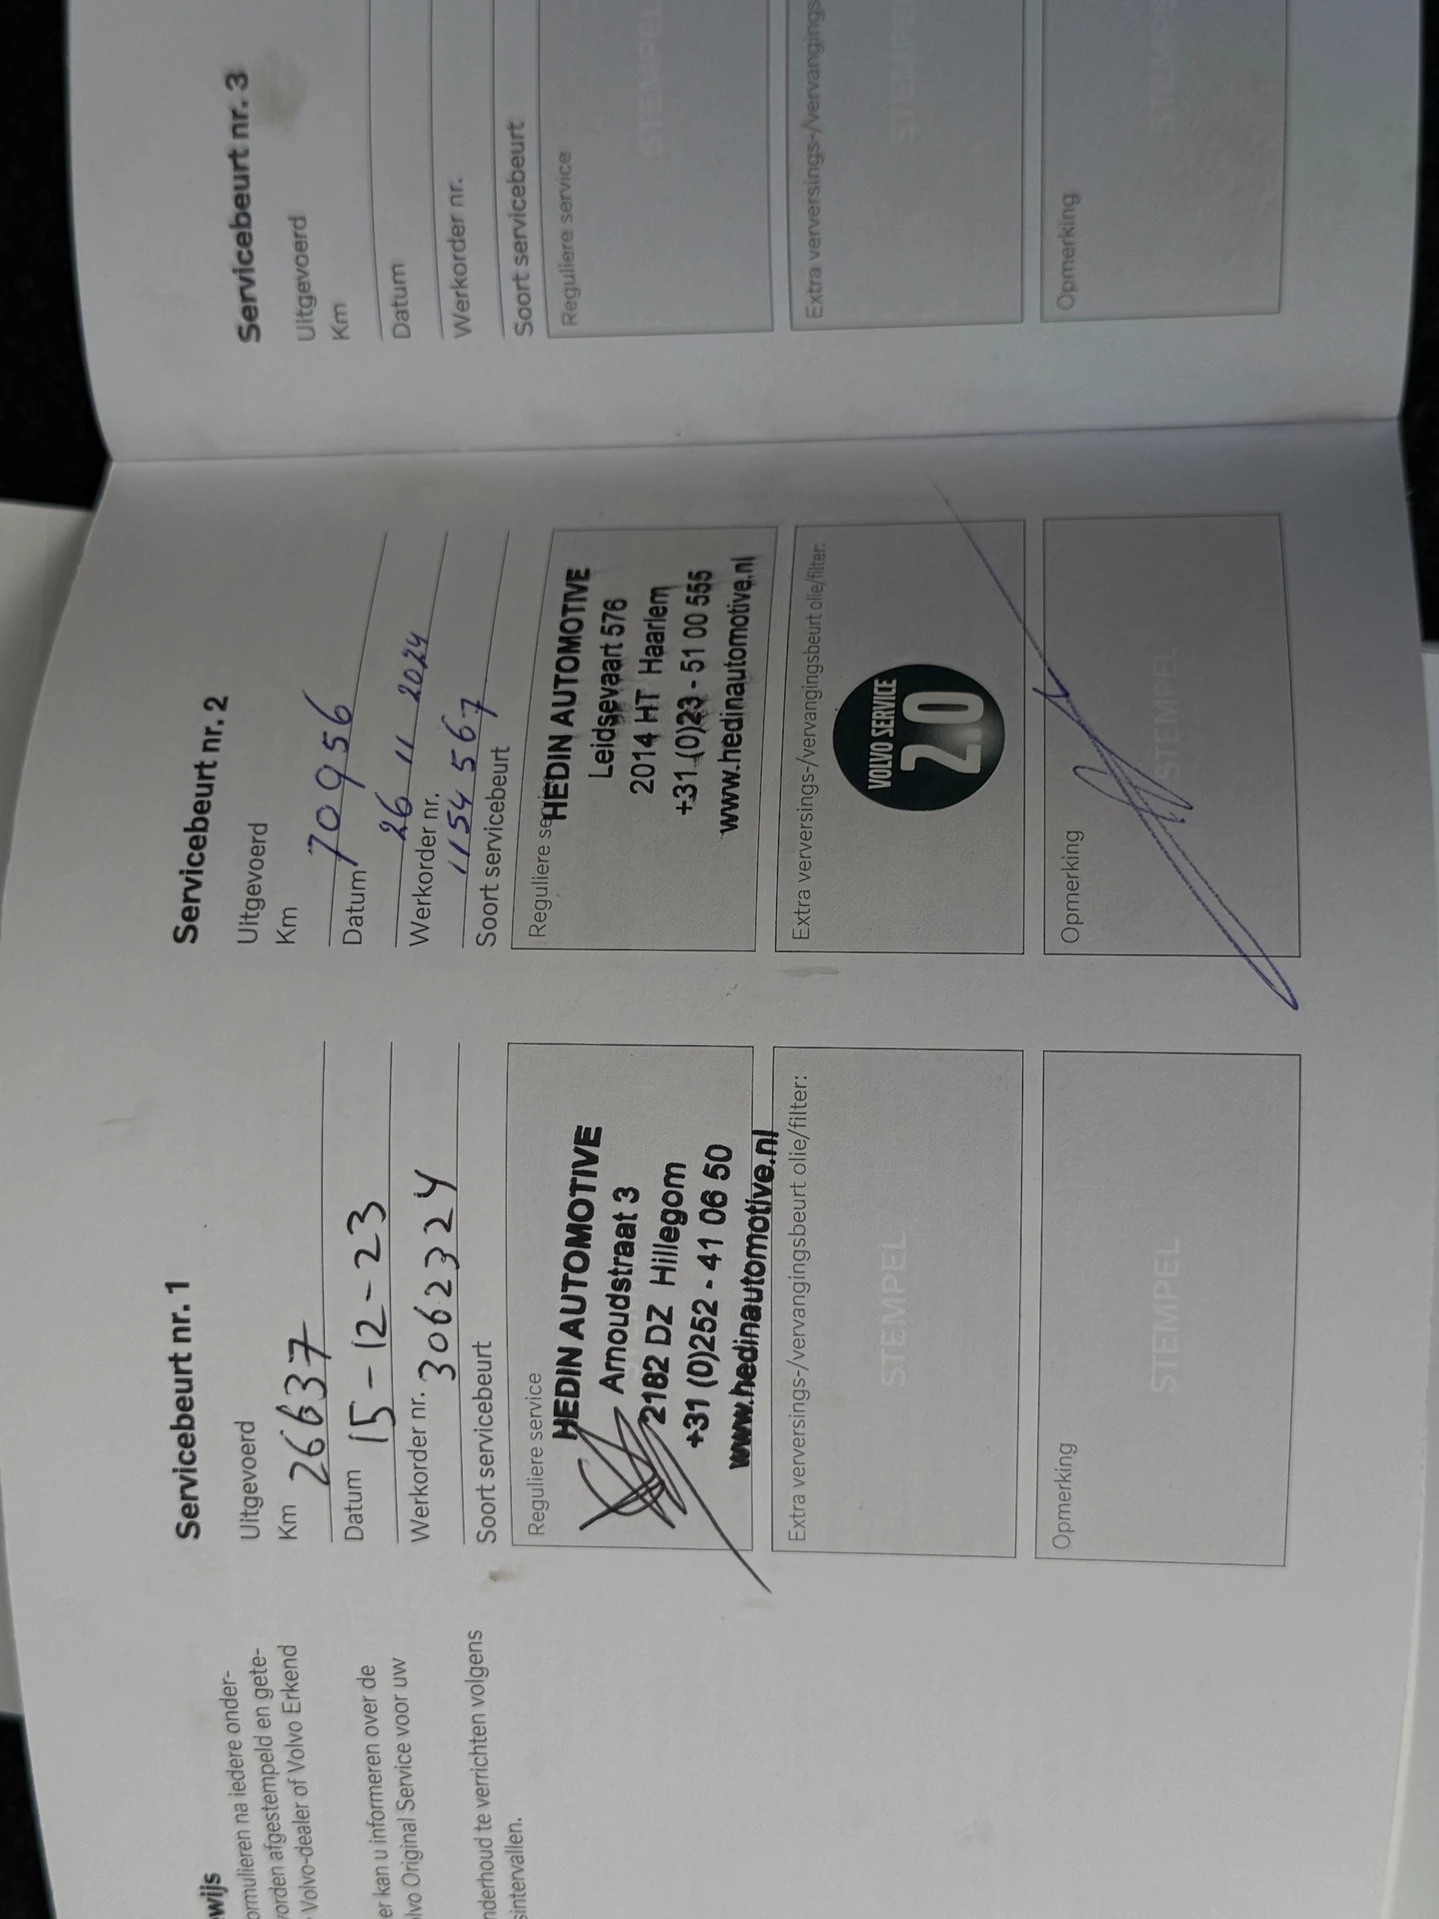 wijs
ormulieren na iedere onder-
orden afgestempeld en gete-
Volvo-dealer of Volvo Erkend
er kan u informeren over de
lvo Original Service voor uw
nderhoud te verrichten volgens
sintervallen.
Servicebeurt nr. 1
Uitgevoerd
Km 26637
Datum 15-12-23
Werkorder nr. 3062324
Soort servicebeurt
Reguliere service
HEDIN AUTOMOTIVE
Arnoudstraat 3
2182 DZ Hillegom
+31 (0)252 - 41 06 50
www.hedinautomotive.nl
Extra verversings-/vervangingsbeurt olie/filter:
STEMPEL
Opmerking
STEMPEL
Servicebeurt nr. 2
Uitgevoerd
Km
70956
Datum
26 11 2024
Werkorder nr.
1154567
Soort servicebeurt
Reguliere ser
HEDIN AUTOMOTIVE
Leidsevaart 576
2014 HT Haarlem
+31 (0)23 - 51 00 555
www.hedinautomotive.nl
Extra verversings-/vervangingsbeurt olie/filter:
VOLVO SERVICE
2.0
Opmerking
STEMPEL
Servicebeurt nr. 3
Uitgevoerd
Km
Datum
Werkorder nr.
Soort servicebeurt
Reguliere service
STEMPEL
Extra verversings-/vervangings
STEMPE
Opmerking
STEMPE